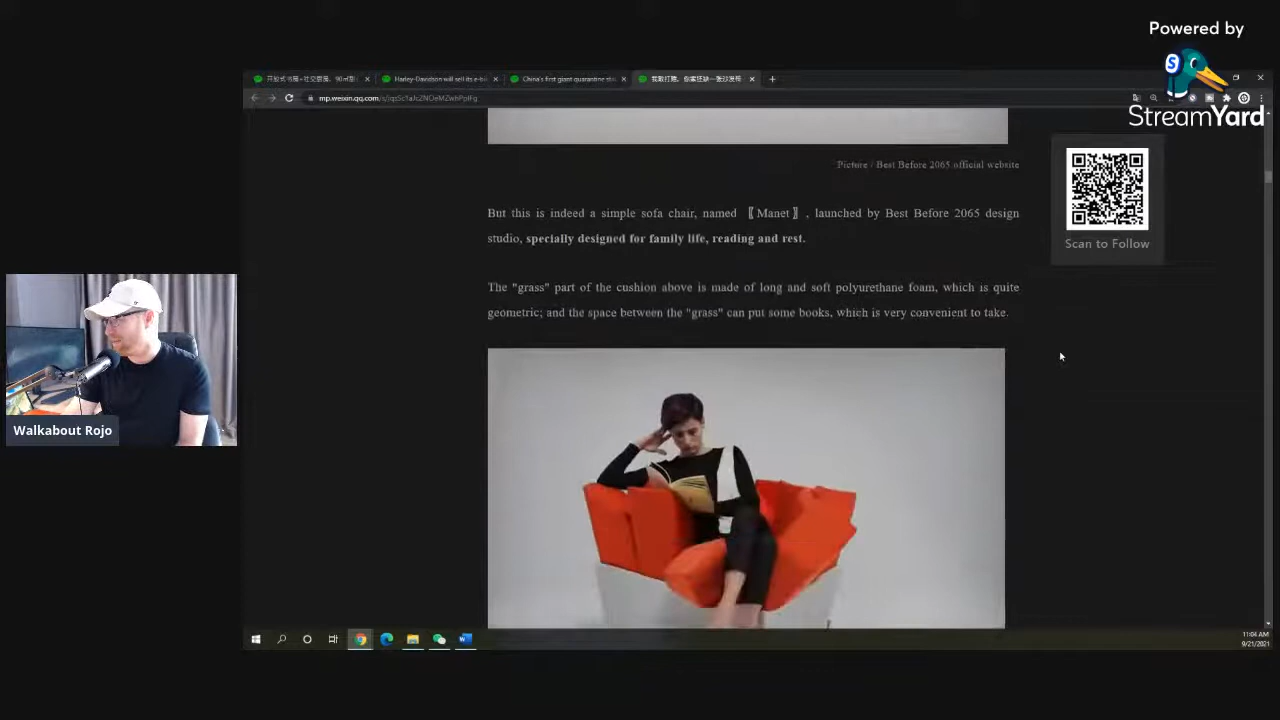 Powered by
StreamYard
Harley-Davidson will sell its e-bi
China's first giant quarantine sta
mp.weixin.qq.com
Picture / Best Before 2065 official website
But this is indeed a simple sofa chair, named 〖Manet〗, launched by Best Before 2065 design
studio, specially designed for family life, reading and rest.
Scan to Follow
The "grass" part of the cushion above is made of long and soft polyurethane foam, which is quite
geometric; and the space between the "grass" can put some books, which is very convenient to take.
Walkabout Rojo
11:04 AM
9/21/2021